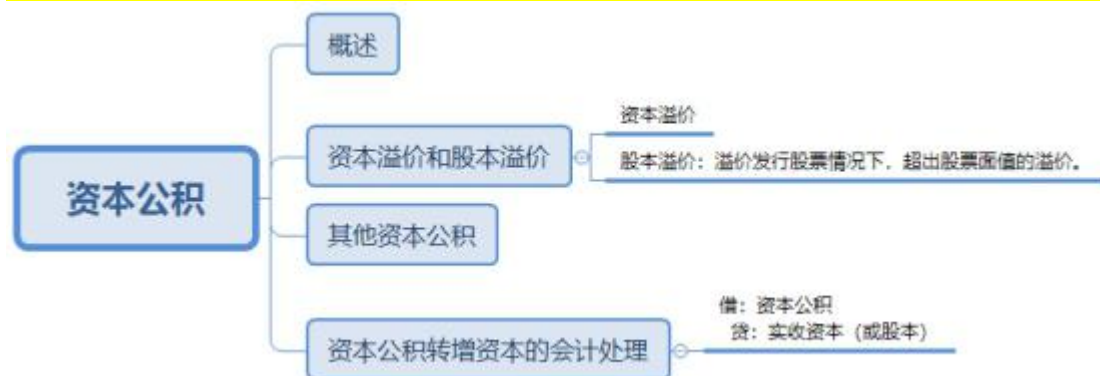 资本公积
概述
资本溢价和股本溢价
资本溢价
股本溢价：溢价发行股票情况下，超出股票面值的溢价。
其他资本公积
资本公积转增资本的会计处理
借：资本公积
贷：实收资本（或股本）